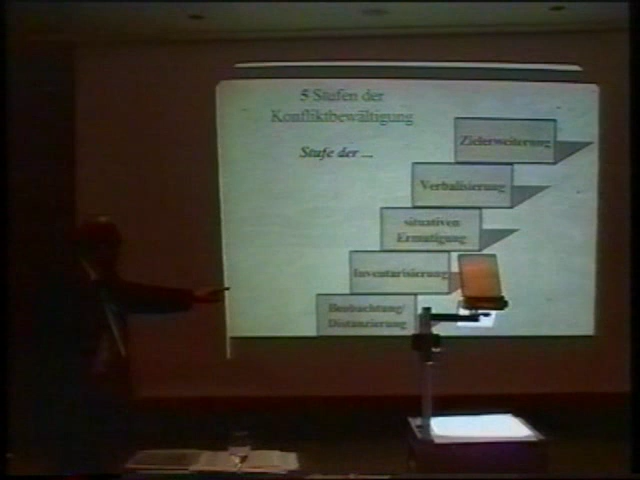 5 Stufen der
Konfliktbewältigung
Stufe der ...
Zielerweiterung
Verbalisierung
situativen
Ermutigung
Inventarisierung
Beobachtung/
Distanzierung